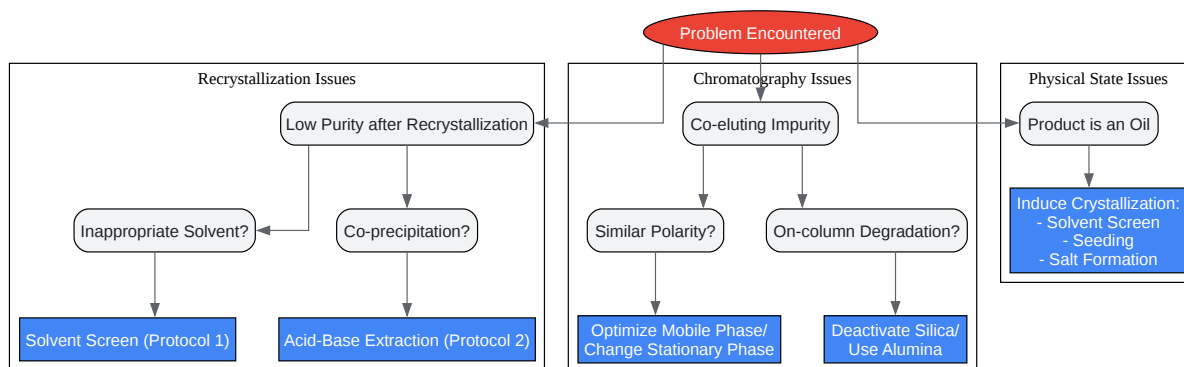 Problem Encountered
Recrystallization Issues
Chromatography Issues
Physical State Issues
Low Purity after Recrystallization
Co-eluting Impurity
Product is an Oil
Inappropriate Solvent?
Co-precipitation?
Similar Polarity?
On-column Degradation?
Induce Crystallization:
- Solvent Screen
- Seeding
- Salt Formation
Solvent Screen (Protocol 1)
Acid-Base Extraction (Protocol 2)
Optimize Mobile Phase/
Change Stationary Phase
Deactivate Silica/
Use Alumina